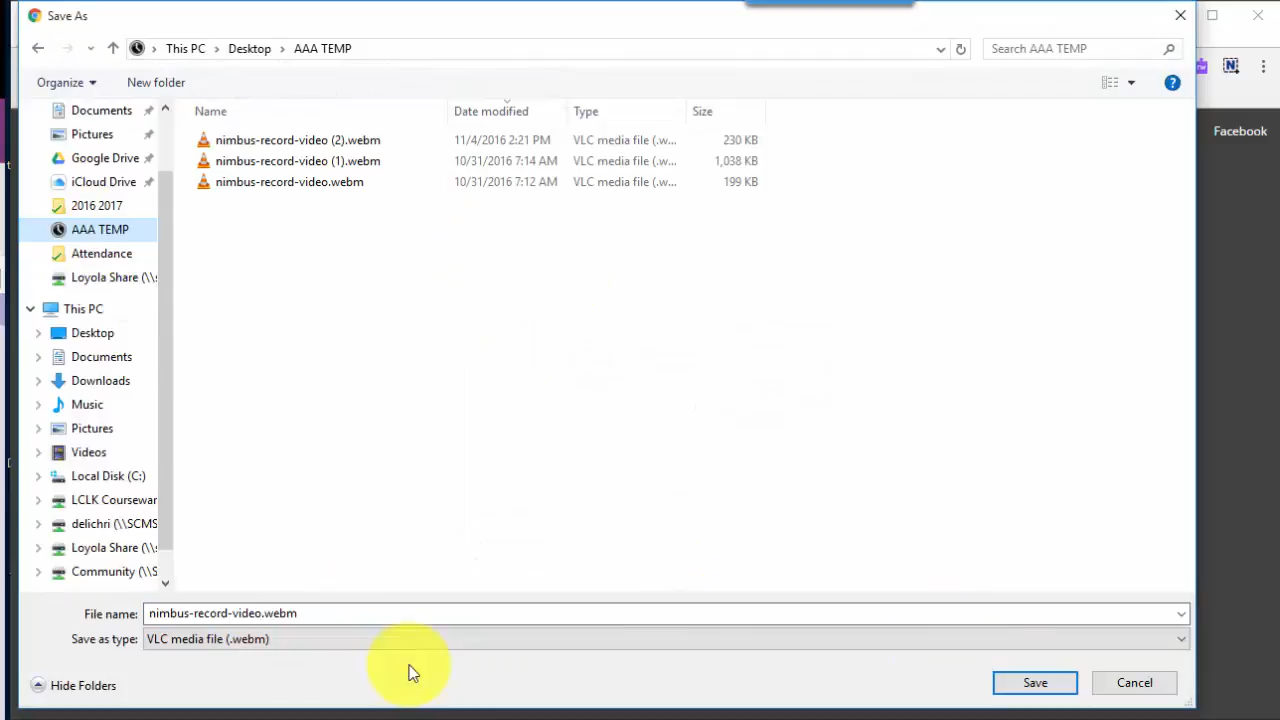 Save As
This PC > Desktop > AAA TEMP
Search AAA TEMP
Organize
New folder
Facebook
Name Date modified Type Size
nimbus-record-video (2).webm 11/4/2016 2:21 PM VLC media file (.w... 230 KB
nimbus-record-video (1).webm 10/31/2016 7:14 AM VLC media file (.w... 1,038 KB
nimbus-record-video.webm 10/31/2016 7:12 AM VLC media file (.w... 199 KB
Documents
Pictures
Google Drive
iCloud Drive
2016 2017
AAA TEMP
Attendance
Loyola Share (\\s
This PC
Desktop
Documents
Downloads
Music
Pictures
Videos
Local Disk (C:)
LCLK Coursewar
delichri (\\SCMS
Loyola Share (\\s
Community (\\S
File name: nimbus-record-video.webm
Save as type: VLC media file (.webm)
Hide Folders
Save
Cancel